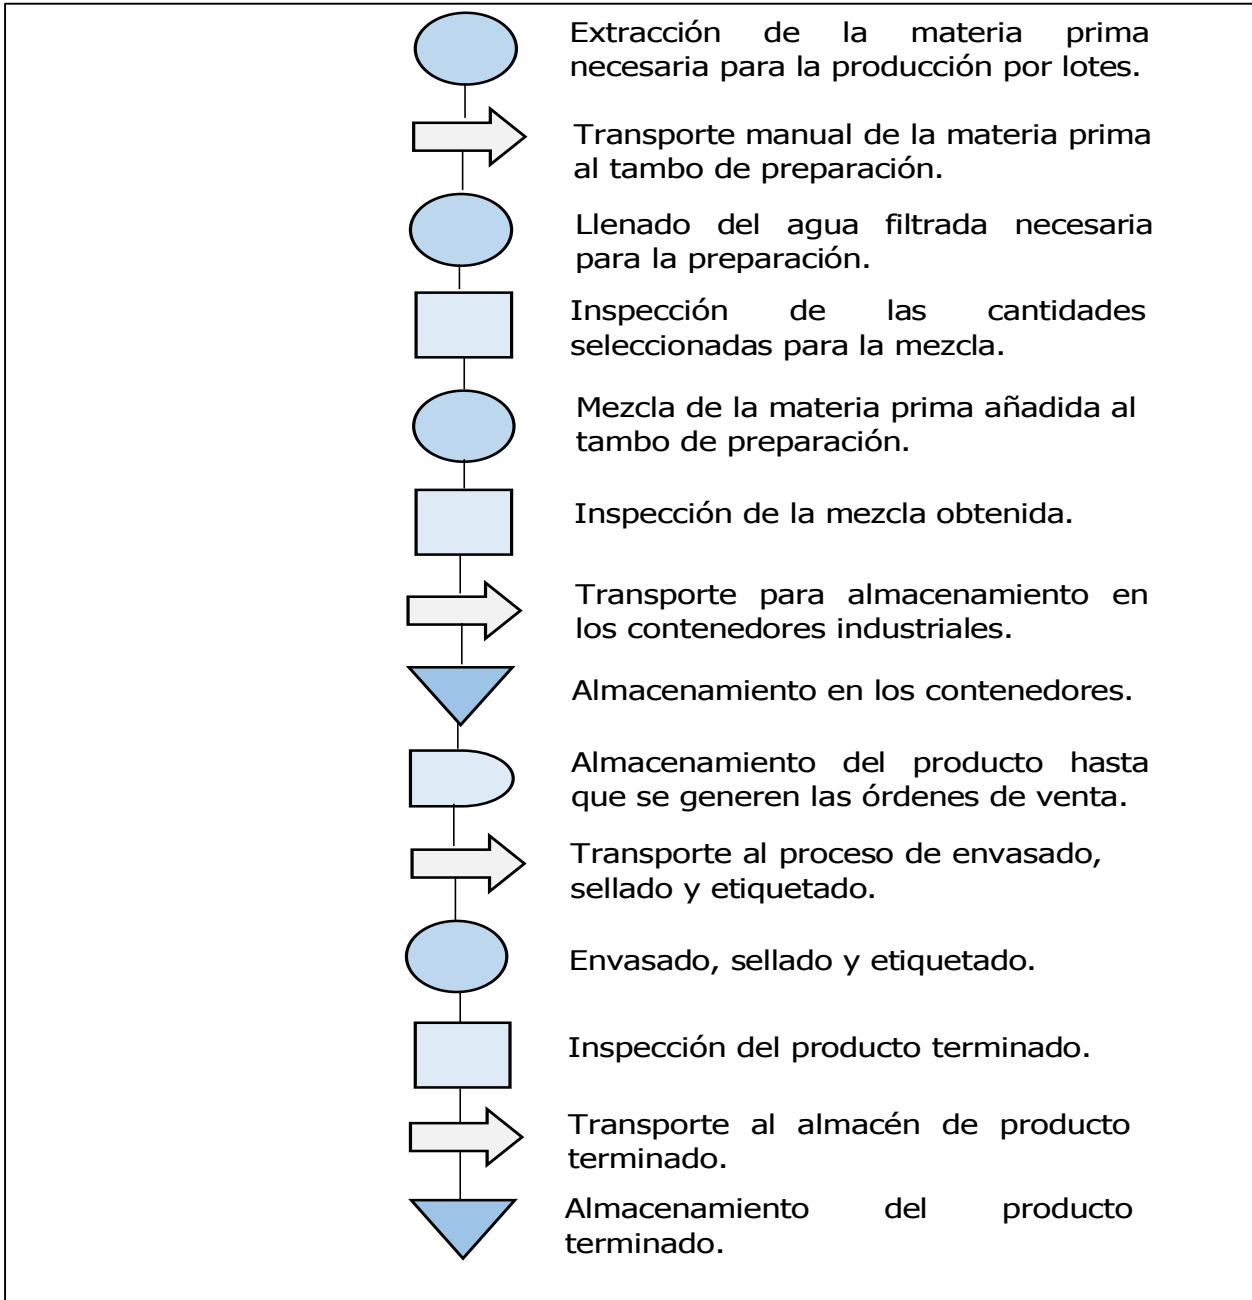 Extracción de la materia prima
necesaria para la producción por lotes.
Transporte manual de la materia prima
al tambo de preparación.
Llenado del agua filtrada necesaria
para la preparación.
Inspección de las cantidades
seleccionadas para la mezcla.
Mezcla de la materia prima añadida al
tambo de preparación.
Inspección de la mezcla obtenida.
Transporte para almacenamiento en
los contenedores industriales.
Almacenamiento en los contenedores.
Almacenamiento del producto hasta
que se generen las órdenes de venta.
Transporte al proceso de envasado,
sellado y etiquetado.
Envasado, sellado y etiquetado.
Inspección del producto terminado.
Transporte al almacén de producto
terminado.
Almacenamiento del producto
terminado.